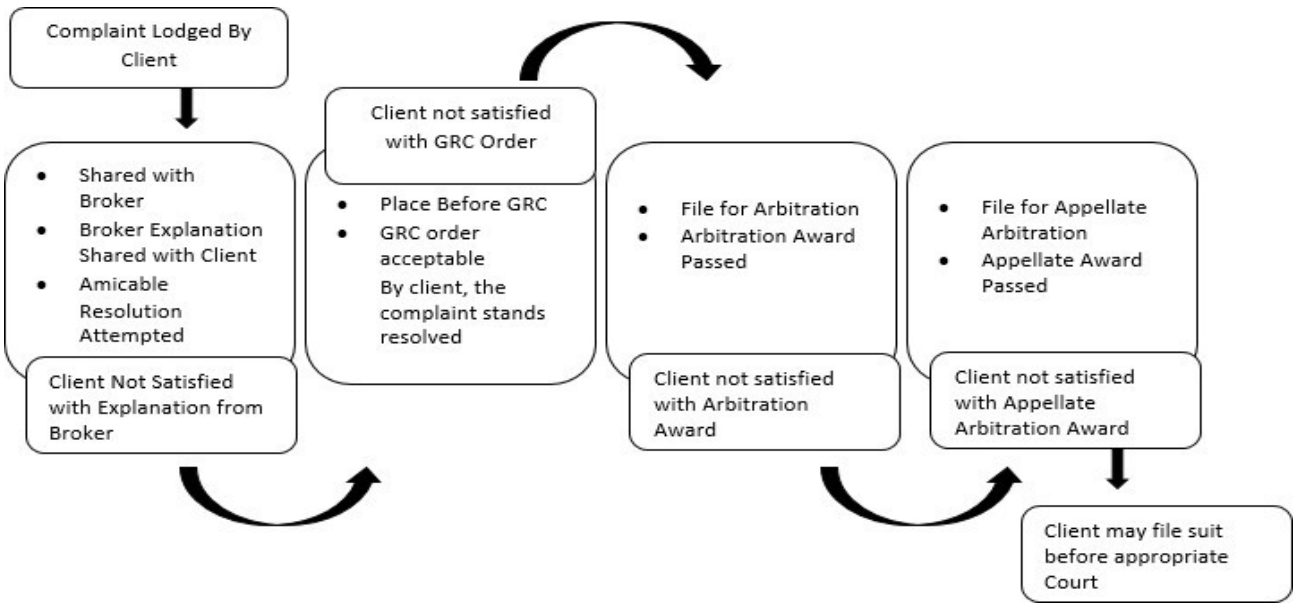 Complaint Lodged By
Client
• Shared with
Broker
• Broker Explanation
Shared with Client
• Amicable
Resolution
Attempted
Client Not Satisfied
with Explanation from
Broker
Client not satisfied
with GRC Order
• Place Before GRC
• GRC order
acceptable
By client, the
complaint stands
resolved
• File for Arbitration
• Arbitration Award
Passed
Client not satisfied
with Arbitration
Award
• File for Appellate
Arbitration
• Appellate Award
Passed
Client not satisfied
with Appellate
Arbitration Award
Client may file suit
before appropriate
Court